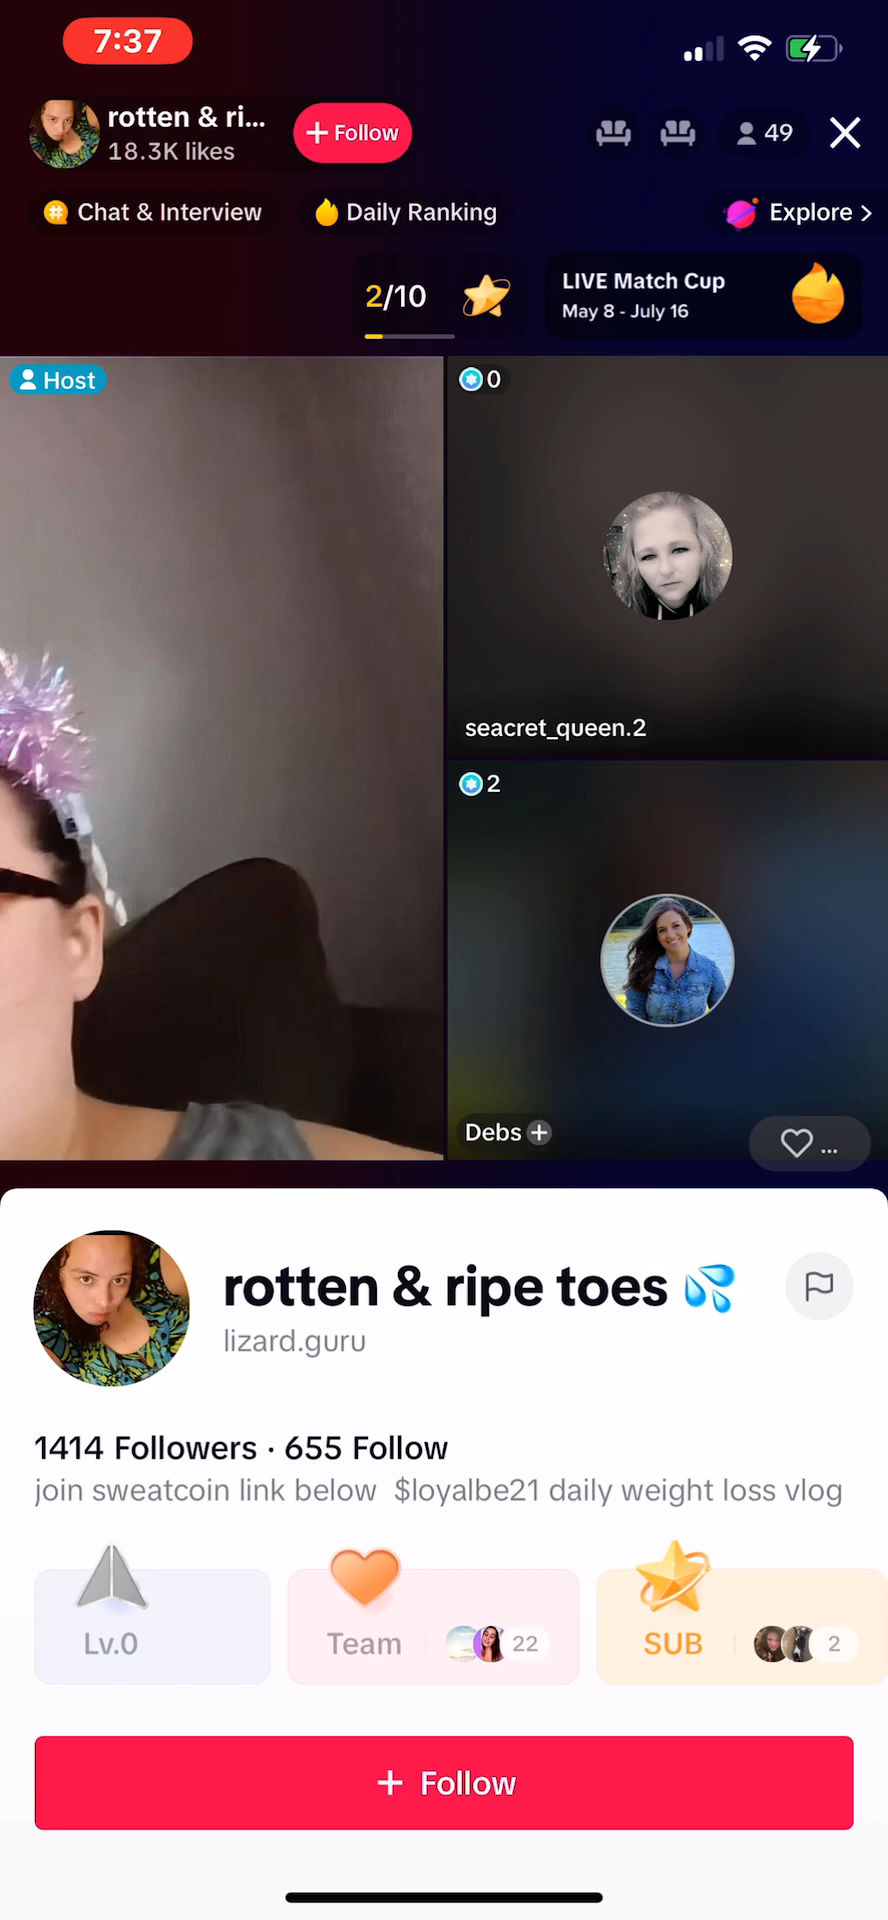 7:37
rotten & ri...
18.3K likes
+ Follow
49
Chat & Interview
Daily Ranking
Explore >
2/10
LIVE Match Cup
May 8 - July 16
Host
0
seacret_queen.2
2
Debs +
...
rotten & ripe toes 💦
lizard.guru
1414 Followers · 655 Follow
join sweatcoin link below $loyalbe21 daily weight loss vlog
Lv.0
Team
22
SUB
2
+ Follow